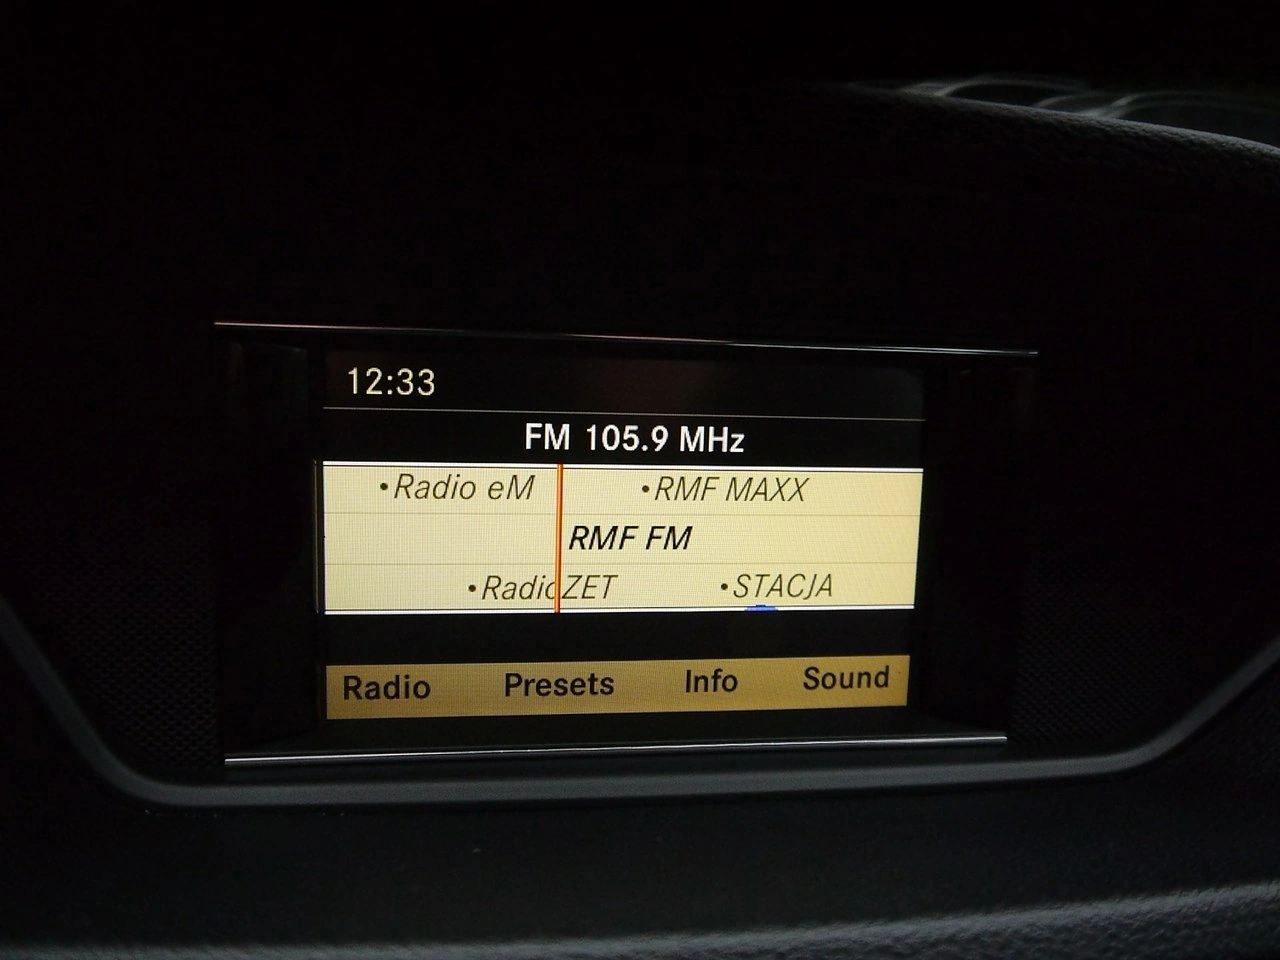 12:33
FM 105.9 MHz
•Radio eM •RMF MAXX
RMF FM
•RadioZET •STACJA
Radio Presets Info Sound